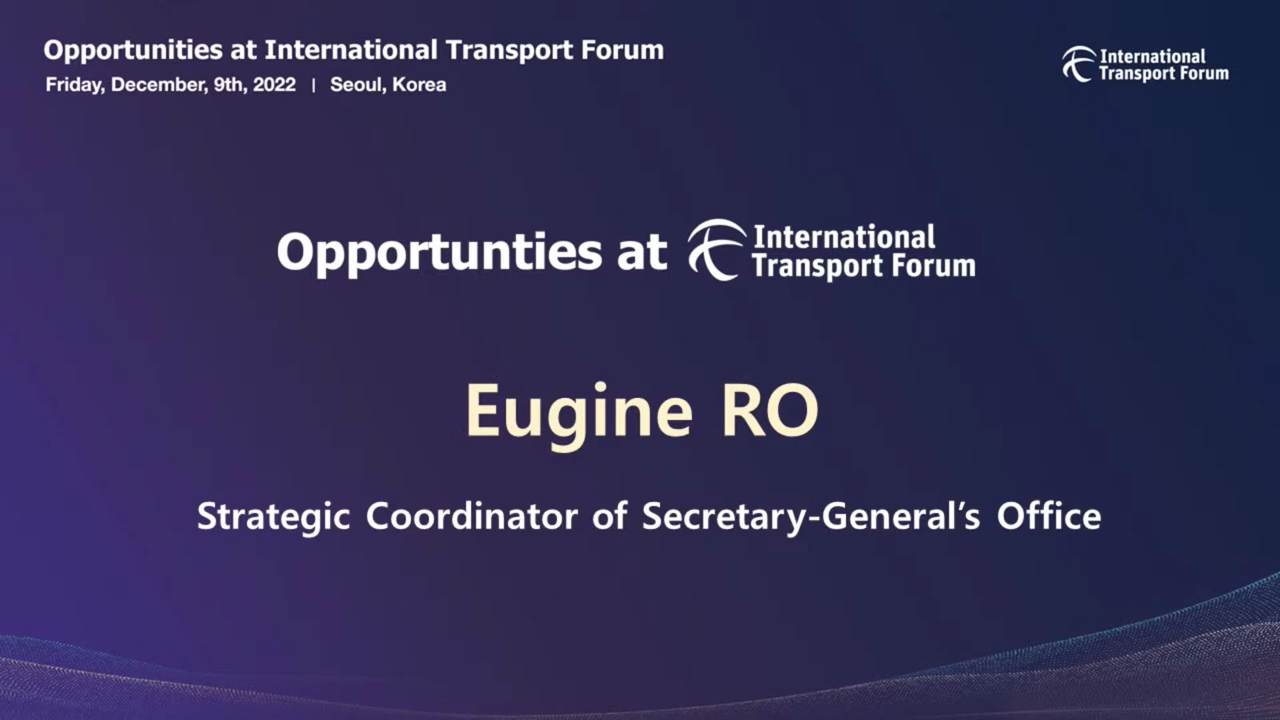 Opportunities at International Transport Forum
Friday, December, 9th, 2022 | Seoul, Korea
International
Transport Forum
Opportunties at International
Transport Forum
Eugine RO
Strategic Coordinator of Secretary-General’s Office